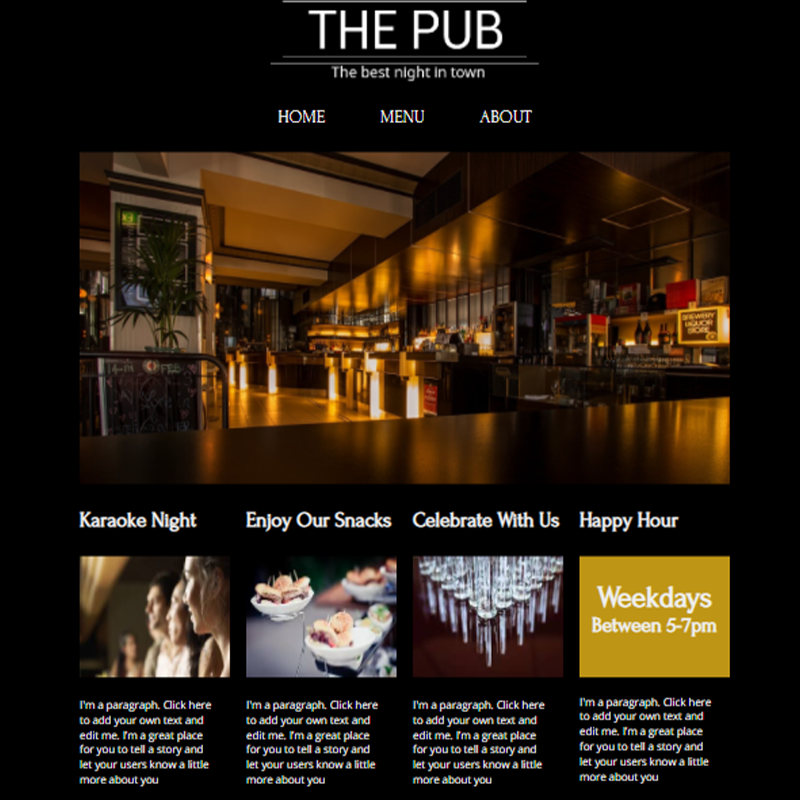 THE PUB
The best night in town
HOME MENU ABOUT
BREWERY
LIQUOR
STORE
Karaoke Night
Enjoy Our Snacks
Celebrate With Us
Happy Hour
Weekdays
Between 5-7pm
I'm a paragraph. Click here
to add your own text and
edit me. I'm a great place
for you to tell a story and
let your users know a little
more about you
I'm a paragraph. Click here
to add your own text and
edit me. I'm a great place
for you to tell a story and
let your users know a little
more about you
I'm a paragraph. Click here
to add your own text and
edit me. I'm a great place
for you to tell a story and
let your users know a little
more about you
I'm a paragraph. Click here
to add your own text and
edit me. I'm a great place
for you to tell a story and
let your users know a little
more about you